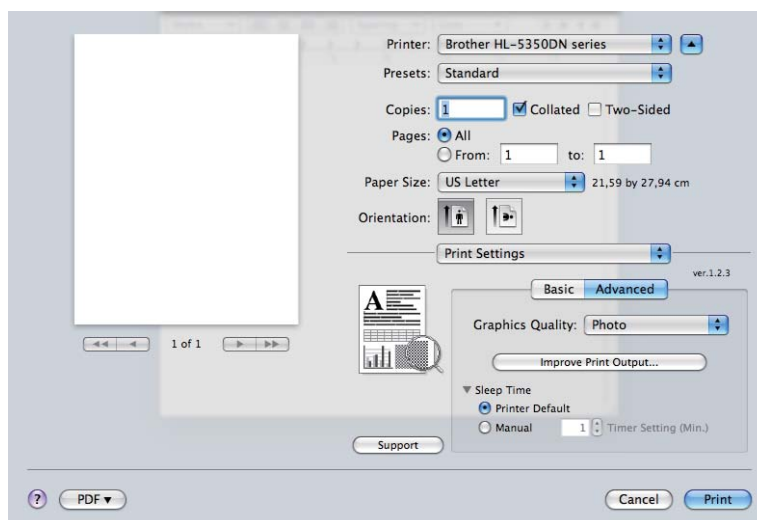 Printer: Brother HL-5350DN series
Presets: Standard
Copies: 1 Collated Two-Sided
Pages: All
From: 1 to: 1
Paper Size: US Letter 21,59 by 27,94 cm
Orientation:
Print Settings
ver.1.2.3
Basic Advanced
A
Graphics Quality: Photo
1 of 1
Improve Print Output...
Sleep Time
Printer Default
Manual 1 Timer Setting (Min.)
Support
? PDF Cancel Print